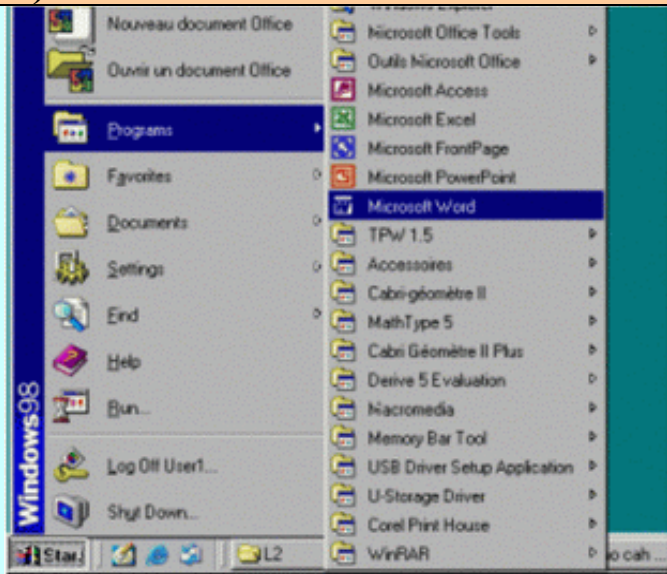 Nouveau document Office
Ouvrir un document Office
Programs
Favorites
Documents
Settings
Find
Help
Run...
Log Off User1...
Shut Down...
Windows98
Microsoft Office Tools
Outils Microsoft Office
Microsoft Access
Microsoft Excel
Microsoft FrontPage
Microsoft PowerPoint
Microsoft Word
TPW 1.5
Accessoires
Cabri-géomètre II
MathType 5
Cabri Géomètre II Plus
Derive 5 Evaluation
Macromedia
Memory Bar Tool
USB Driver Setup Application
U-Storage Driver
Corel Print House
WinRAR
Start
L2
ao cah ...